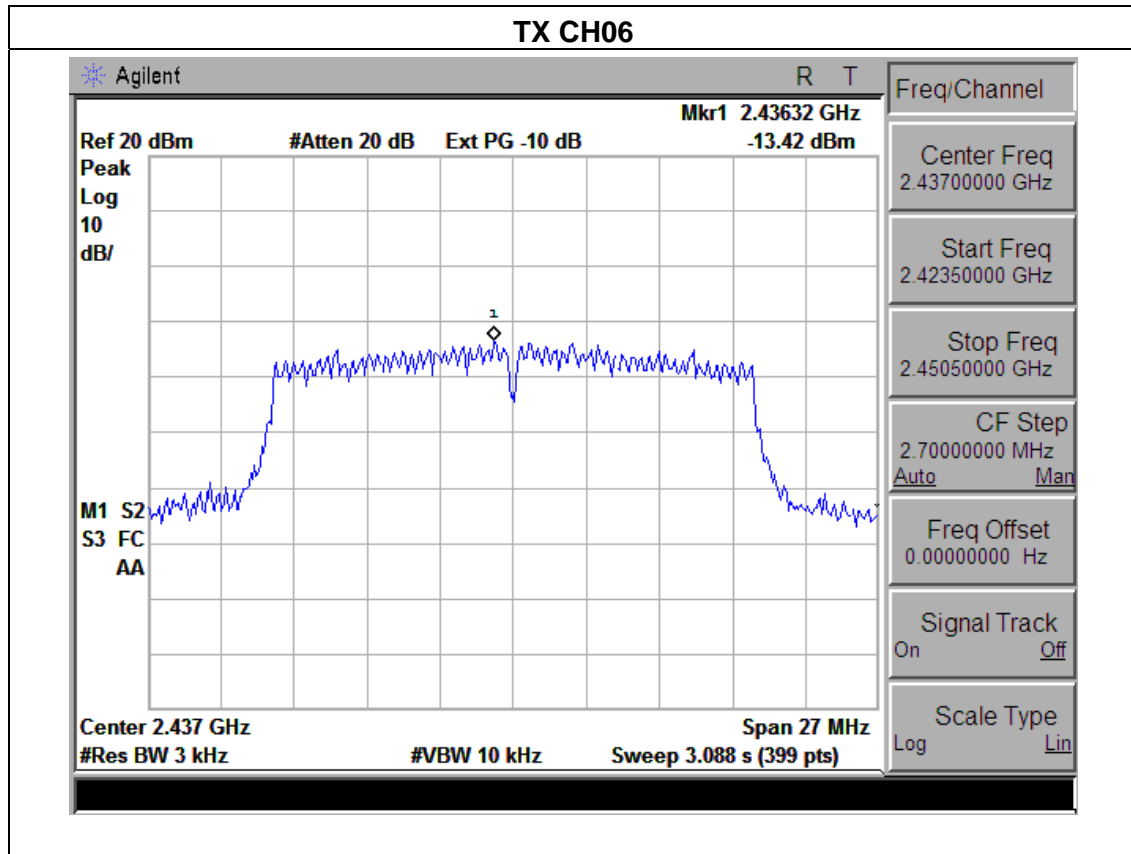 TX CH06
Agilent R T
Mkr1 2.43632 GHz
Ref 20 dBm #Atten 20 dB Ext PG -10 dB -13.42 dBm
Peak
Log
10
dB/
1
M1 S2
S3 FC
AA
Center 2.437 GHz Span 27 MHz
#Res BW 3 kHz #VBW 10 kHz Sweep 3.088 s (399 pts)
Freq/Channel
Center Freq
2.43700000 GHz
Start Freq
2.42350000 GHz
Stop Freq
2.45050000 GHz
CF Step
2.70000000 MHz
Auto Man
Freq Offset
0.00000000 Hz
Signal Track
On Off
Scale Type
Log Lin